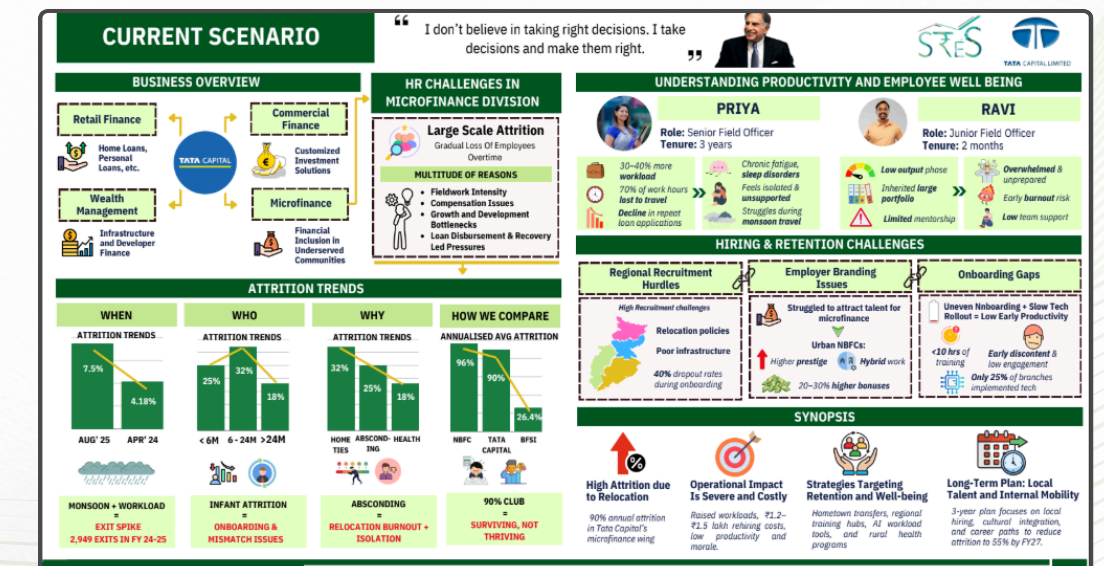 CURRENT SCENARIO
“ I don’t believe in taking right decisions. I take
decisions and make them right. ”
STRES
TATA CAPITAL LIMITED
BUSINESS OVERVIEW
Retail Finance
Home Loans,
Personal
Loans, etc.
Commercial
Finance
Customized
Investment
Solutions
TATA CAPITAL
Wealth
Management
Infrastructure
and Developer
Finance
Microfinance
Financial
Inclusion in
Underserved
Communities
HR CHALLENGES IN
MICROFINANCE DIVISION
Large Scale Attrition
Gradual Loss Of Employees
Overtime
MULTITUDE OF REASONS
• Fieldwork Intensity
• Compensation Issues
• Growth and Development
Bottlenecks
• Loan Disbursement & Recovery
Led Pressures
ATTRITION TRENDS
WHEN
ATTRITION TRENDS
7.5%
4.18%
AUG' 25 APR' 24
MONSOON + WORKLOAD
=
EXIT SPIKE
2,949 EXITS IN FY 24-25
WHO
ATTRITION TRENDS
25%
32%
18%
< 6M 6 - 24M >24M
INFANT ATTRITION
=
ONBOARDING &
MISMATCH ISSUES
WHY
ATTRITION TRENDS
32%
25%
18%
HOME TIES
ABSCOND-ING
HEALTH
ABSCONDING
=
RELOCATION BURNOUT +
ISOLATION
HOW WE COMPARE
ANNUALISED AVG ATTRITION
96%
90%
26.4%
NBFC TATA CAPITAL BFSI
90% CLUB
=
SURVIVING, NOT
THRIVING
UNDERSTANDING PRODUCTIVITY AND EMPLOYEE WELL BEING
PRIYA
Role: Senior Field Officer
Tenure: 3 years
30–40% more
workload
70% of work hours
lost to travel
Decline in repeat
loan applications
Chronic fatigue,
sleep disorders
Feels isolated &
unsupported
Struggles during
monsoon travel
RAVI
Role: Junior Field Officer
Tenure: 2 months
Low output phase
Inherited large
portfolio
Limited mentorship
Overwhelmed &
unprepared
Early burnout risk
Low team support
HIRING & RETENTION CHALLENGES
Regional Recruitment
Hurdles
High Recruitment challenges
Relocation policies
Poor infrastructure
40% dropout rates
during onboarding
Employer Branding
Issues
Struggled to attract talent for
microfinance
Urban NBFCs:
Higher prestige
Hybrid work
20–30% higher bonuses
Onboarding Gaps
Uneven Nnboarding + Slow Tech
Rollout = Low Early Productivity
<10 hrs of
training
Early discontent &
low engagement
Only 25% of branches
implemented tech
SYNOPSIS
High Attrition due
to Relocation
90% annual attrition
in Tata Capital’s
microfinance wing
Operational Impact
Is Severe and Costly
Raised workloads, ₹1.2–
₹1.5 lakh rehiring costs,
low productivity and
morale.
Strategies Targeting
Retention and Well-being
Hometown transfers, regional
training hubs, AI workload
tools, and rural health
programs
Long-Term Plan: Local
Talent and Internal Mobility
3-year plan focuses on local
hiring, cultural integration,
and career paths to reduce
attrition to 55% by FY27.